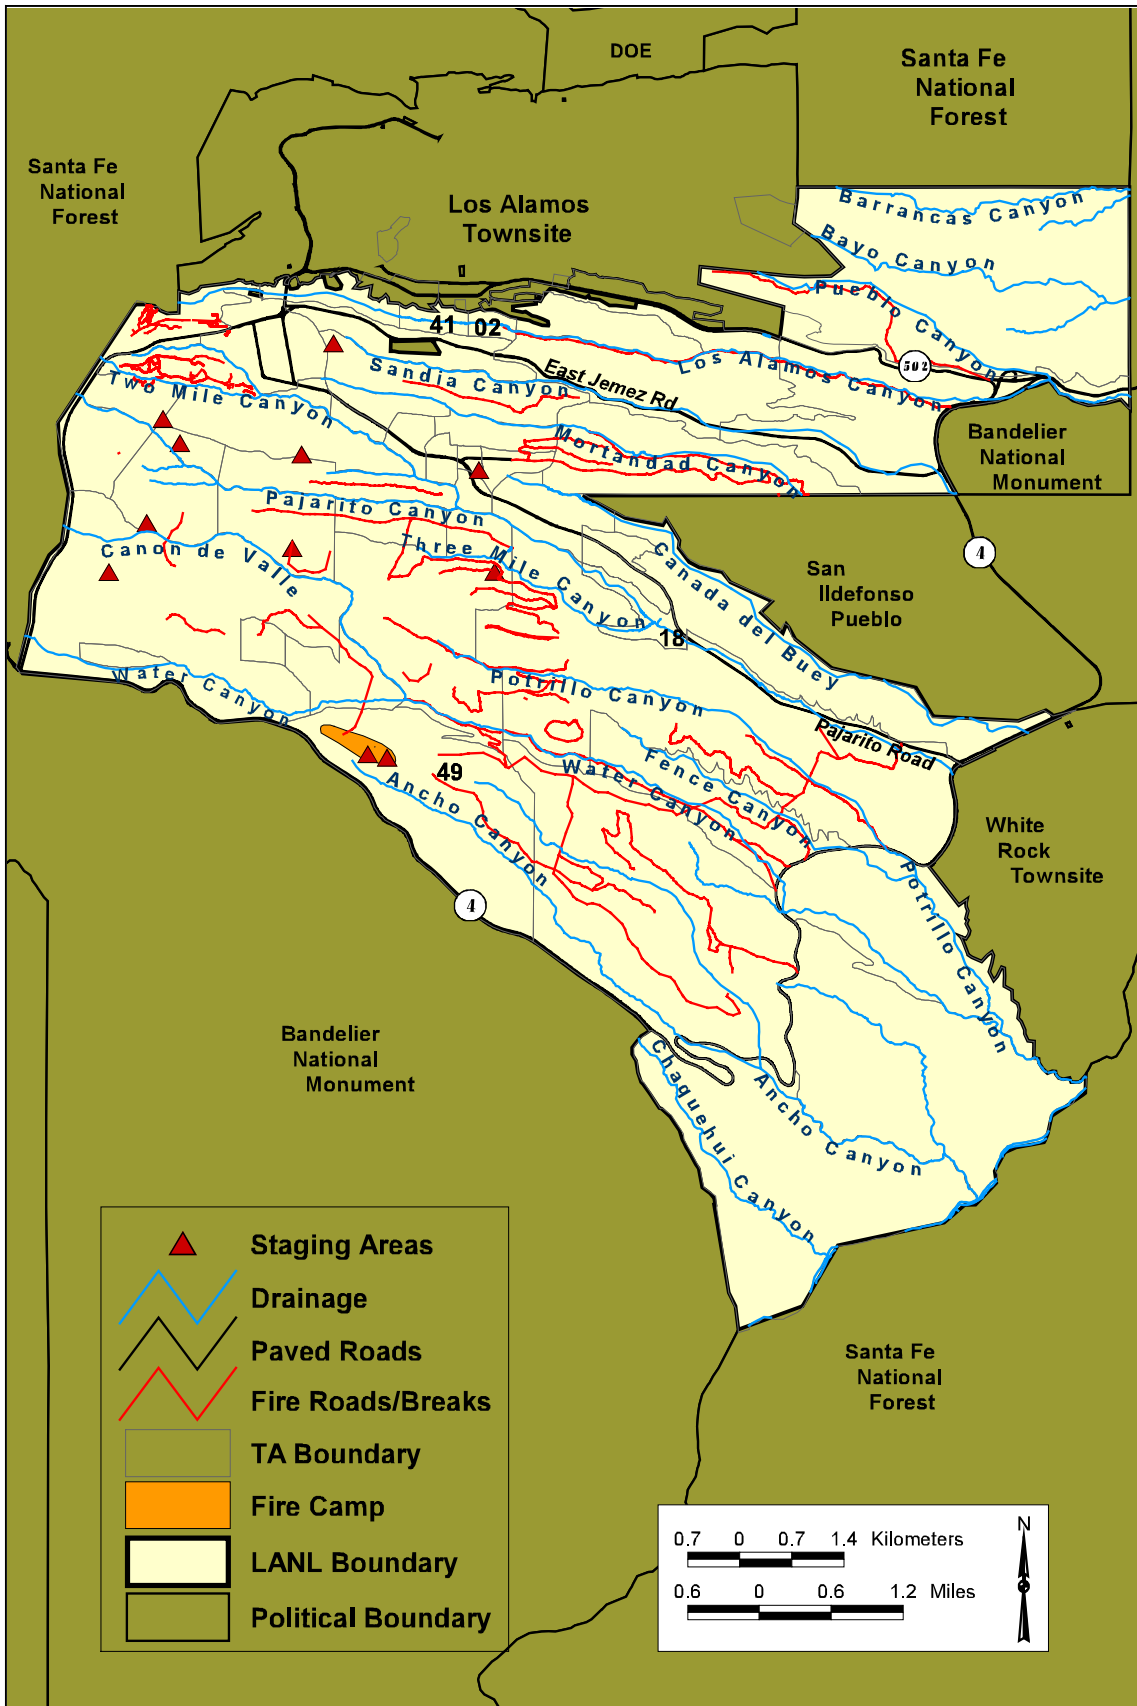 DOE
Santa Fe
National
Forest
Santa Fe
National
Forest
Los Alamos
Townsite
Barrancas Canyon
Bayo Canyon
Pueblo Canyon
41
02
502
Los Alamos Canyon
East Jemez Rd
Sandia Canyon
Two Mile Canyon
Mortandad Canyon
Bandelier
National
Monument
Pajarito Canyon
Three Mile Canyon
Canon de Valle
Canada del Buey
4
San
Ildefonso
Pueblo
18
Water Canyon
Potrillo Canyon
Pajarito Road
Fence Canyon
Water Canyon
49
Ancho Canyon
White
Rock
Townsite
Potrillo Canyon
4
Bandelier
National
Monument
Chaquehui Canyon
Ancho Canyon
Staging Areas
Drainage
Paved Roads
Fire Roads/Breaks
TA Boundary
Fire Camp
LANL Boundary
Political Boundary
Santa Fe
National
Forest
0.7 0 0.7 1.4 Kilometers
0.6 0 0.6 1.2 Miles
N